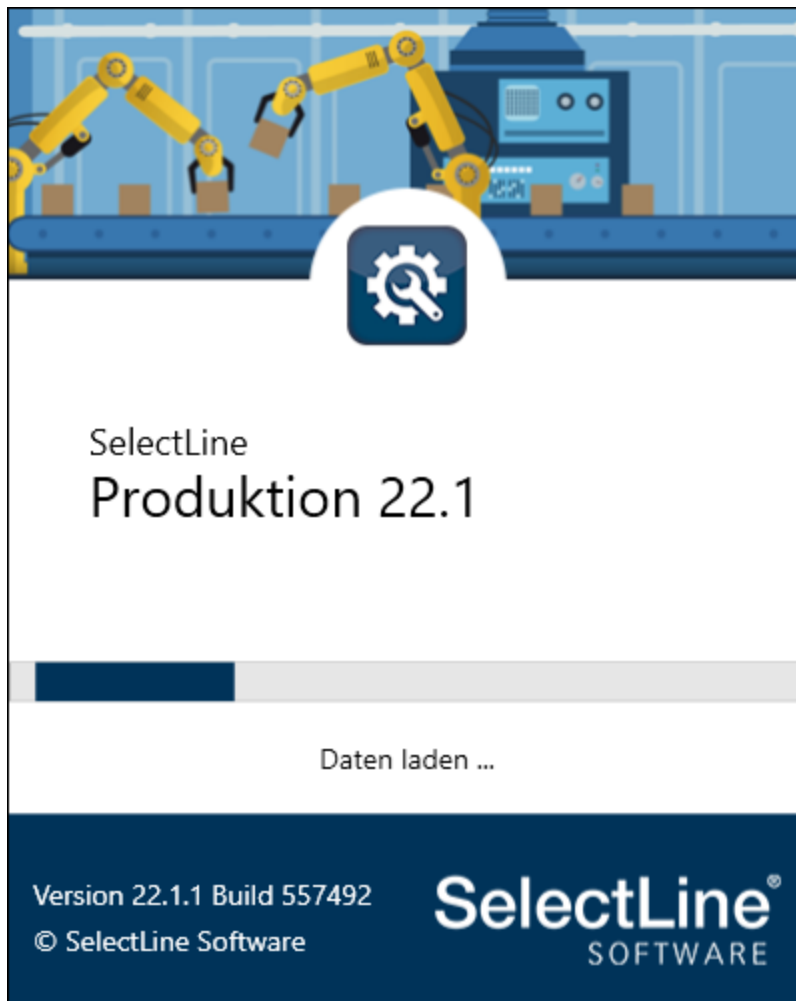 SelectLine
Produktion 22.1
Daten laden ...
Version 22.1.1 Build 557492
© SelectLine Software
SelectLine®
SOFTWARE